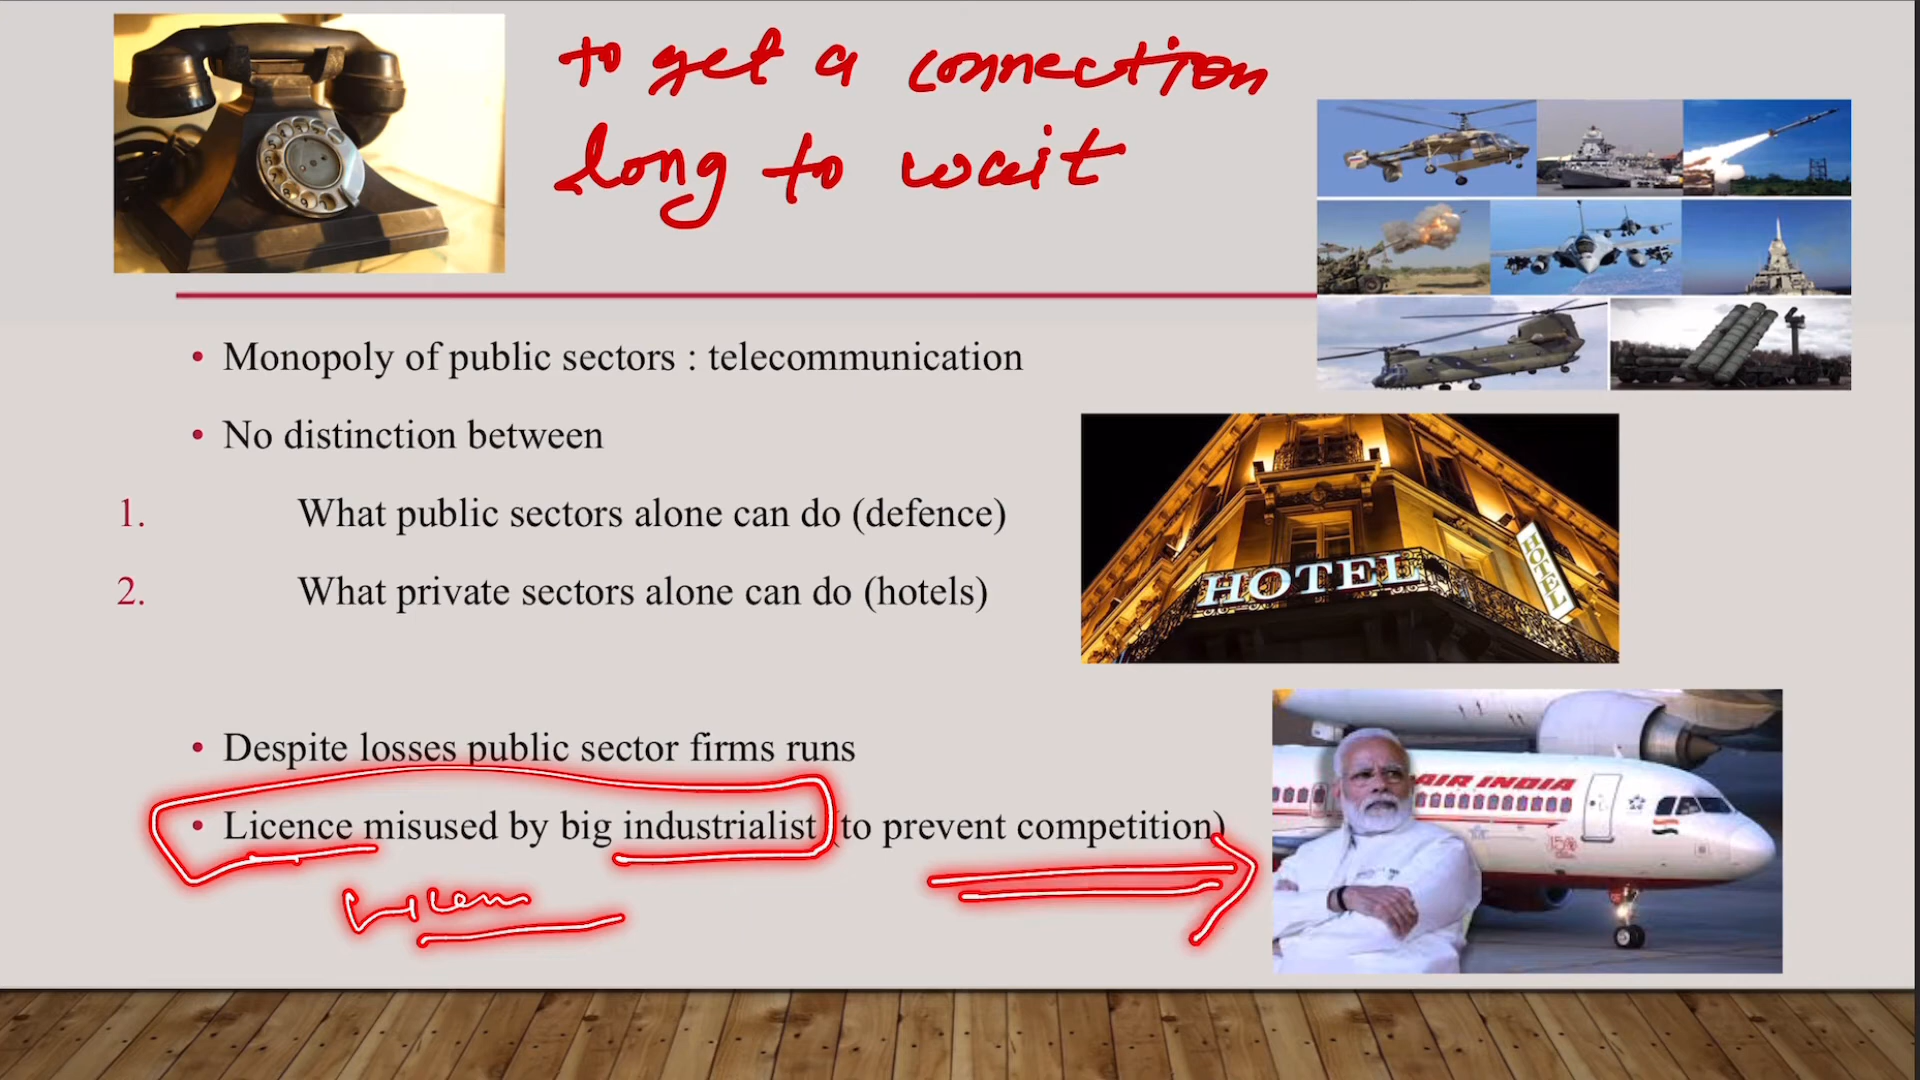 to get a connection
long to wait
• Monopoly of public sectors : telecommunication
• No distinction between
1. What public sectors alone can do (defence)
2. What private sectors alone can do (hotels)
HOTEL
HOTEL
• Despite losses public sector firms runs
AIR INDIA
• Licence misused by big industrialist (to prevent competition)